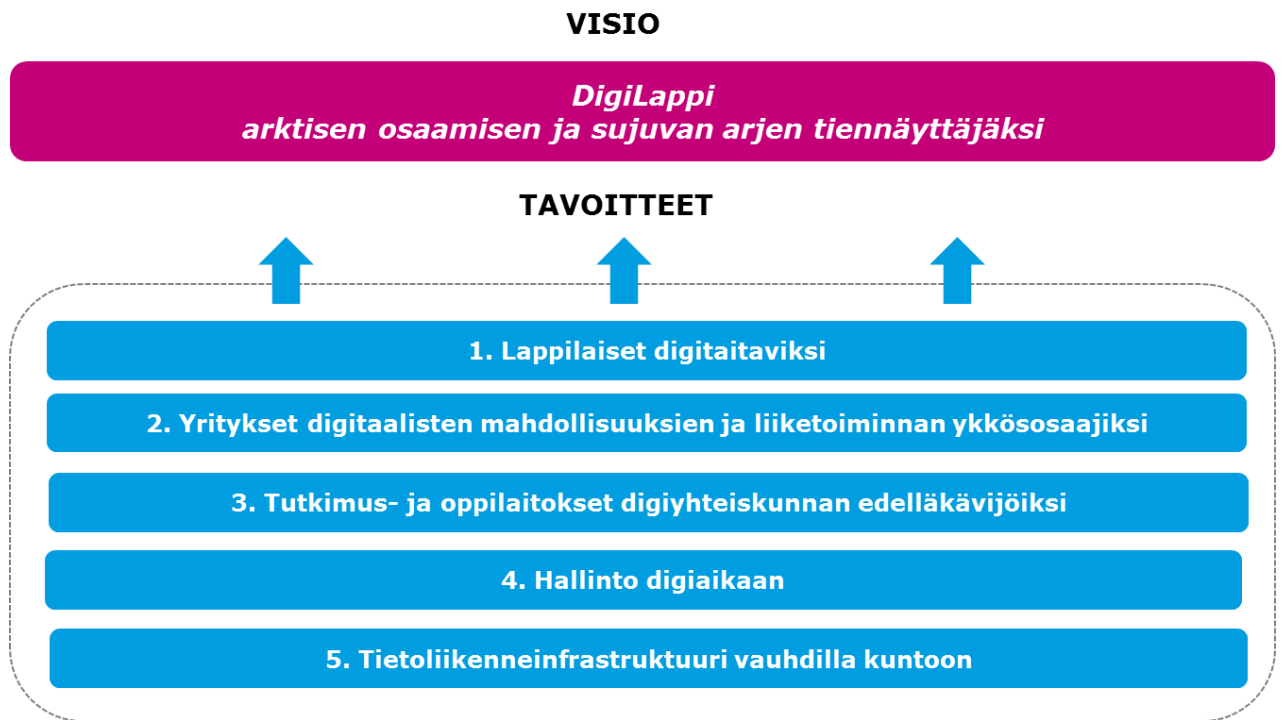 VISIO
DigiLappi
arktisen osaamisen ja sujuvan arjen tiennäyttäjäksi
TAVOITTEET
1. Lappilaiset digitaitaviksi
2. Yritykset digitaalisten mahdollisuuksien ja liiketoiminnan ykkösosaajiksi
3. Tutkimus- ja oppilaitokset digiyhteiskunnan edelläkävijöiksi
4. Hallinto digiaikaan
5. Tietoliikenneinfrastruktuuri vauhdilla kuntoon